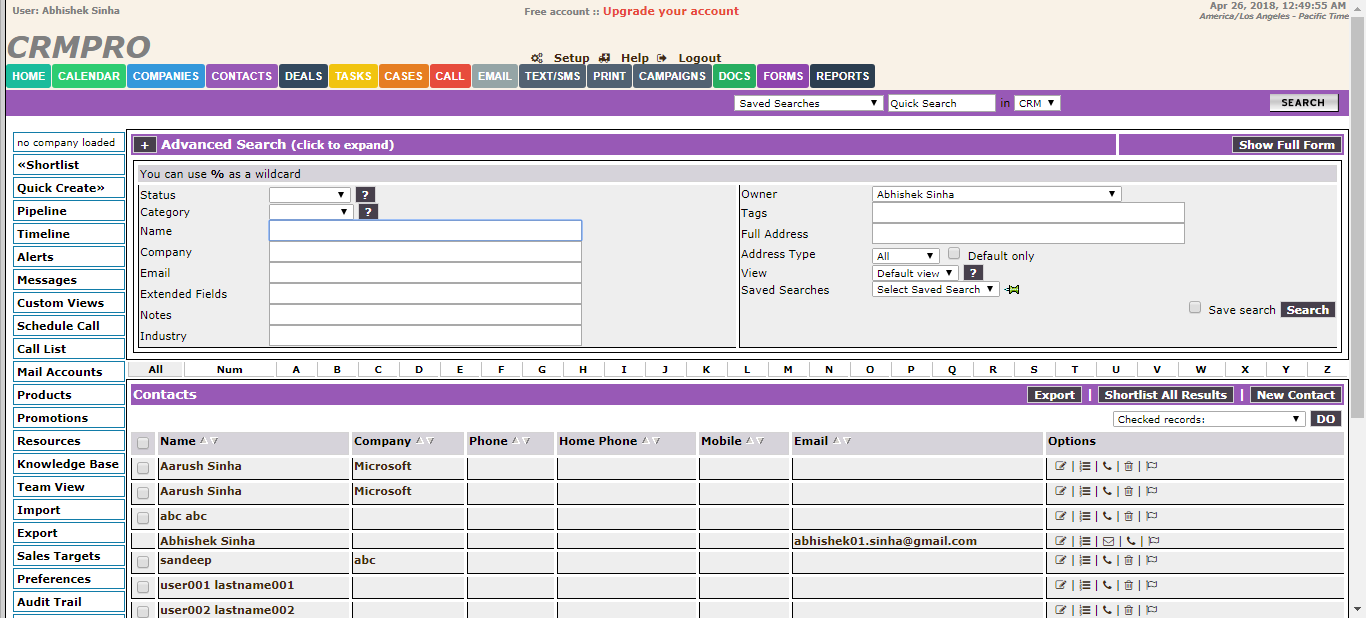 User: Abhishek Sinha
Free account :: Upgrade your account
Apr 26, 2018, 12:49:55 AM
America/Los Angeles - Pacific Time
CRMPRO
Setup Help Logout
HOME CALENDAR COMPANIES CONTACTS DEALS TASKS CASES CALL EMAIL TEXT/SMS PRINT CAMPAIGNS DOCS FORMS REPORTS
Saved Searches Quick Search in CRM SEARCH
no company loaded
«Shortlist
Quick Create»
Pipeline
Timeline
Alerts
Messages
Custom Views
Schedule Call
Call List
Mail Accounts
Products
Promotions
Resources
Knowledge Base
Team View
Import
Export
Sales Targets
Preferences
Audit Trail
+ Advanced Search (click to expand) Show Full Form
You can use % as a wildcard
Status ?
Category ?
Name
Company
Email
Extended Fields
Notes
Industry
Owner Abhishek Sinha
Tags
Full Address
Address Type All Default only
View Default view ?
Saved Searches Select Saved Search
Save search Search
All Num A B C D E F G H I J K L M N O P Q R S T U V W X Y Z
Contacts Export | Shortlist All Results | New Contact
Checked records: DO
Name Company Phone Home Phone Mobile Email Options
Aarush Sinha Microsoft | | | |
Aarush Sinha Microsoft | | | |
abc abc | | | |
Abhishek Sinha abhishek01.sinha@gmail.com | | | |
sandeep abc | | | |
user001 lastname001 | | | |
user002 lastname002 | | | |